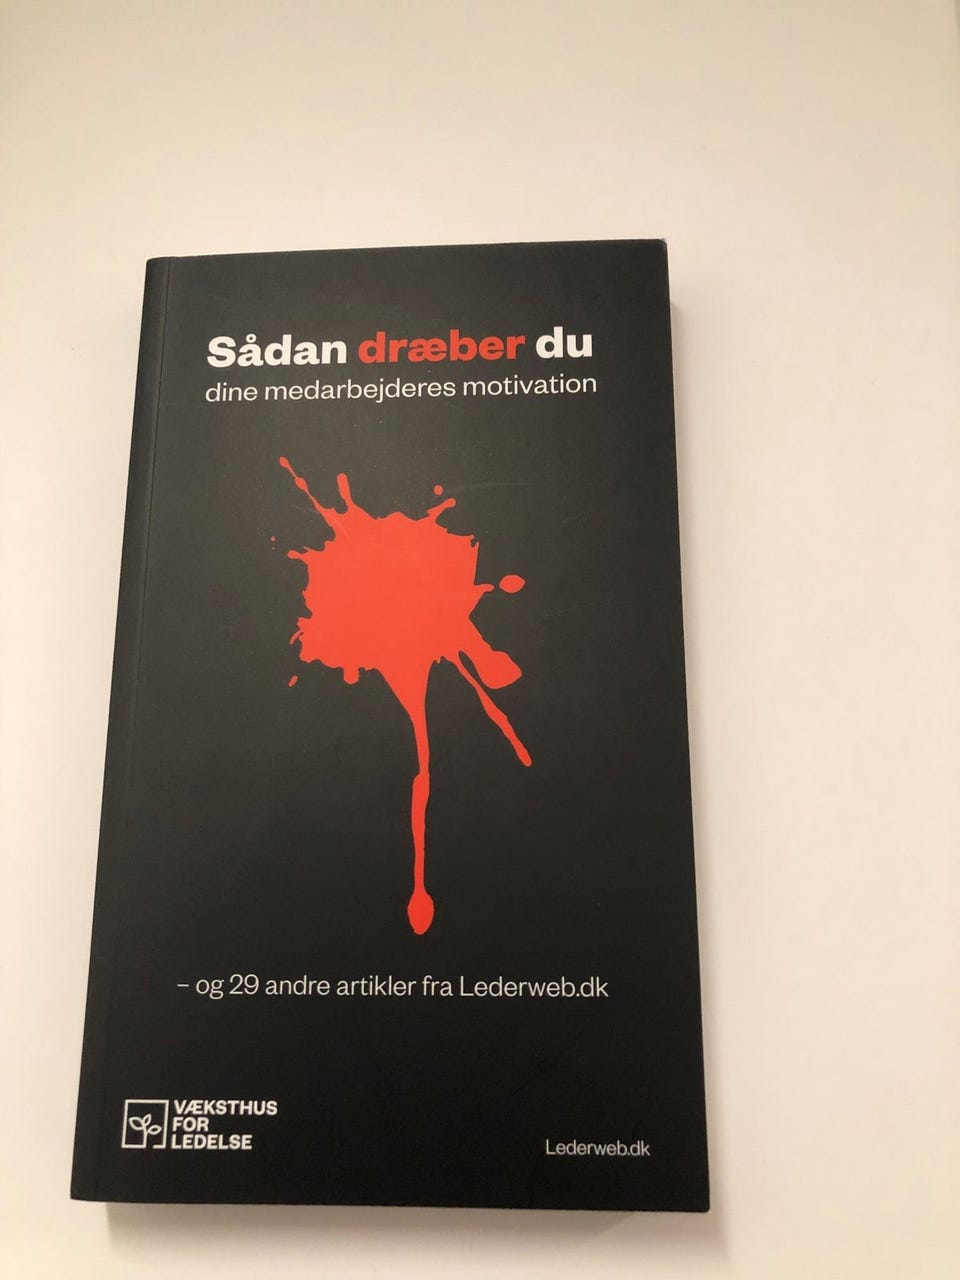 Sådan dræber du
dine medarbejderes motivation
– og 29 andre artikler fra Lederweb.dk
VÆKSTHUS
FOR
LEDELSE
Lederweb.dk